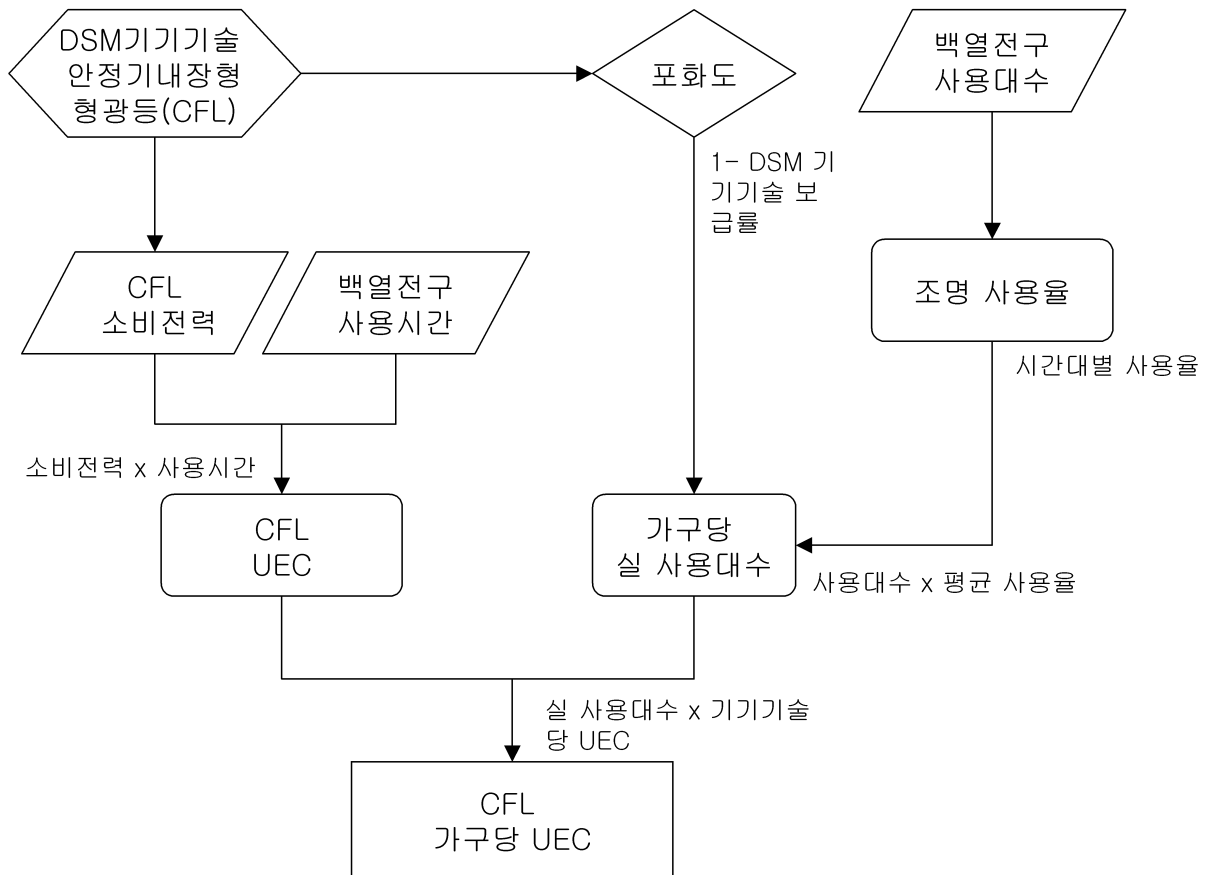 DSM기기기술
안정기내장형
형광등(CFL)
포화도
백열전구
사용대수
1- DSM 기
기기술 보
급률
CFL
소비전력
백열전구
사용시간
조명 사용율
시간대별 사용율
소비전력 x 사용시간
CFL
UEC
가구당
실 사용대수
사용대수 x 평균 사용율
실 사용대수 x 기기기술
당 UEC
CFL
가구당 UEC